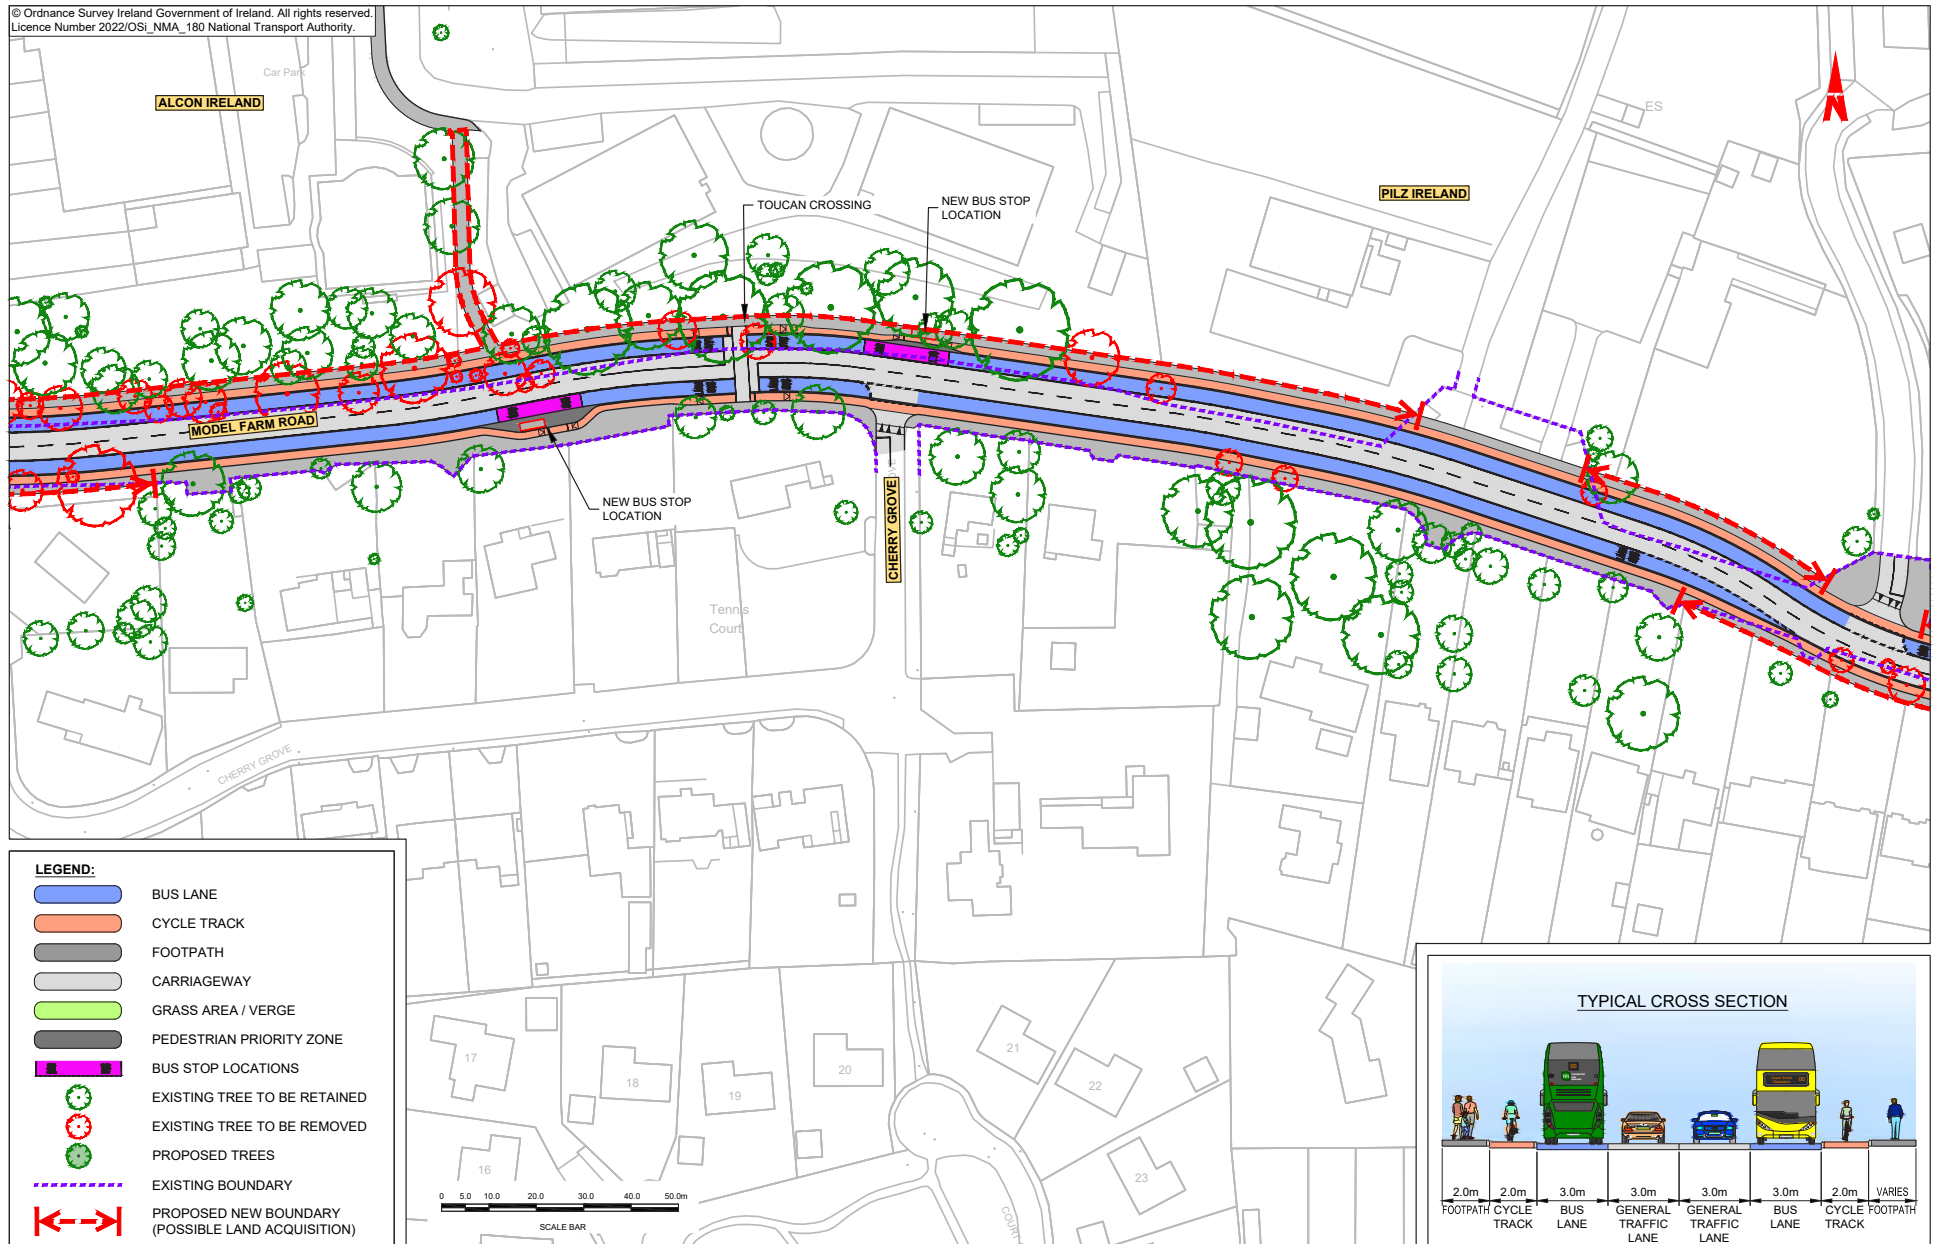 © Ordnance Survey Ireland Government of Ireland. All rights reserved.
Licence Number 2022/OSi_NMA_180 National Transport Authority.
Car Park
ALCON IRELAND
ES
PILZ IRELAND
TOUCAN CROSSING
NEW BUS STOP
LOCATION
MODEL FARM ROAD
NEW BUS STOP
LOCATION
CHERRY GROVE
Tennis
Court
CHERRY GROVE
LEGEND:
BUS LANE
CYCLE TRACK
FOOTPATH
CARRIAGEWAY
GRASS AREA / VERGE
PEDESTRIAN PRIORITY ZONE
BUS STOP LOCATIONS
EXISTING TREE TO BE RETAINED
EXISTING TREE TO BE REMOVED
PROPOSED TREES
EXISTING BOUNDARY
PROPOSED NEW BOUNDARY
(POSSIBLE LAND ACQUISITION)
17
18
19
20
21
22
16
23
COURT
0 5.0 10.0 20.0 30.0 40.0 50.0m
SCALE BAR
TYPICAL CROSS SECTION
2.0m 2.0m 3.0m 3.0m 3.0m 3.0m 2.0m VARIES
FOOTPATH CYCLE BUS GENERAL GENERAL BUS CYCLE FOOTPATH
TRACK LANE TRAFFIC TRAFFIC LANE TRACK
LANE LANE